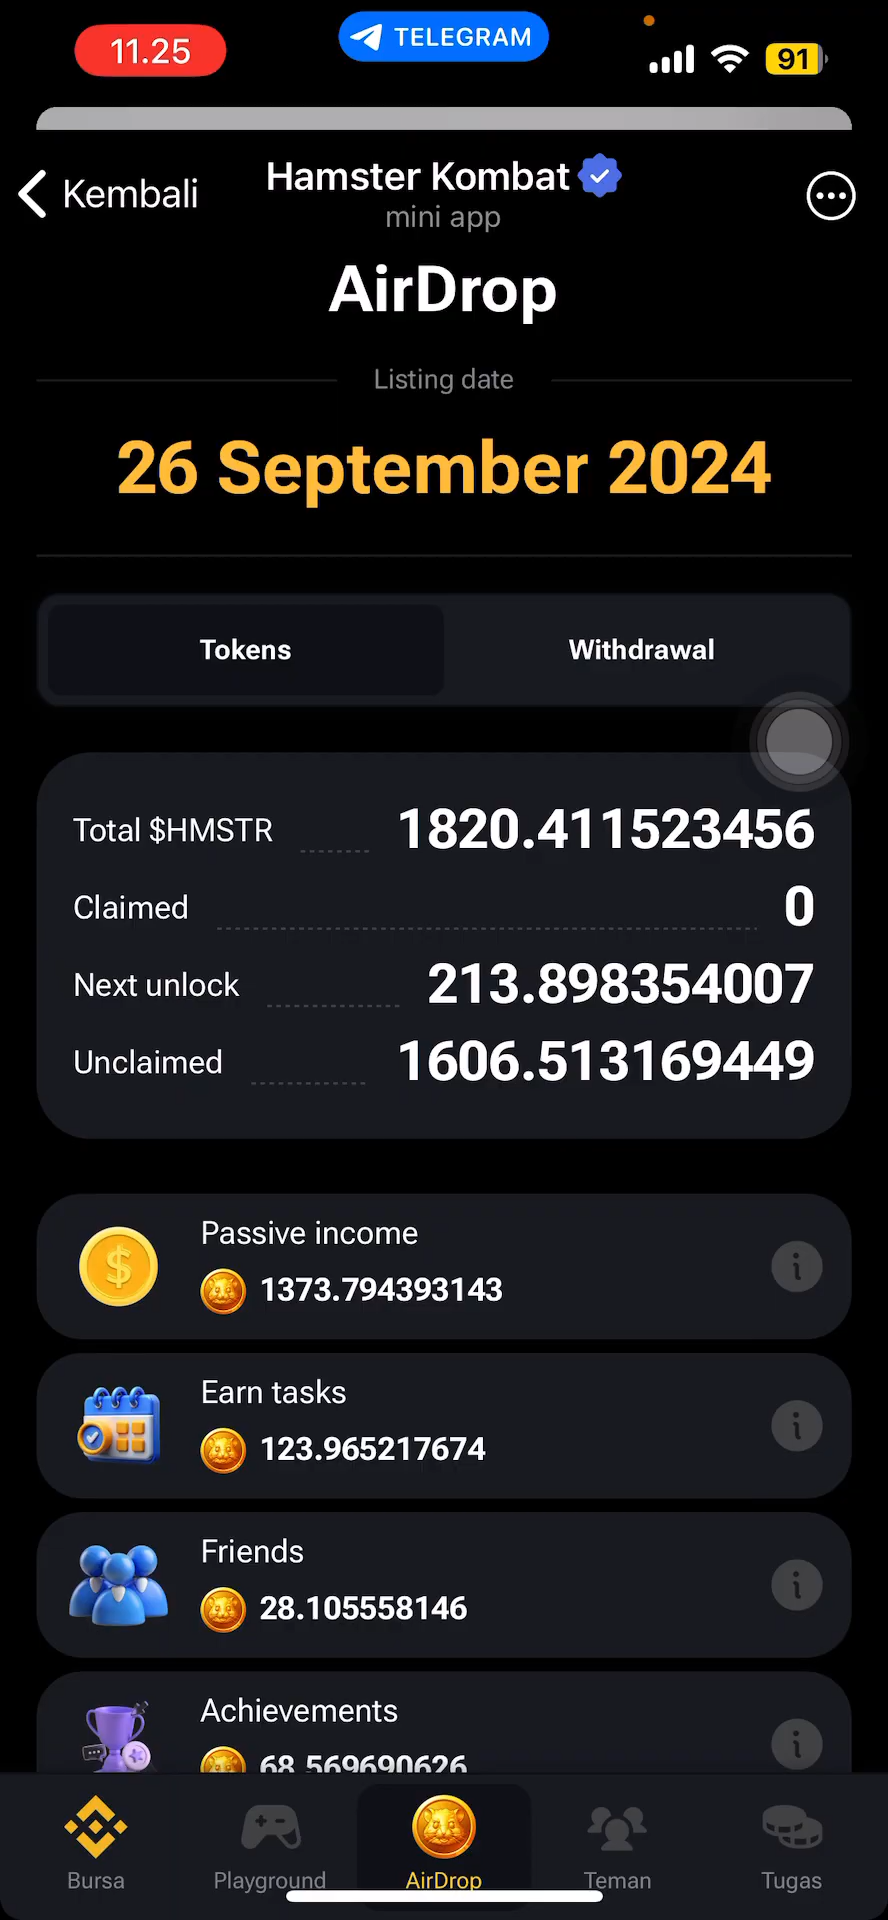 11.25
TELEGRAM
91
Kembali
Hamster Kombat
mini app
AirDrop
Listing date
26 September 2024
Tokens
Withdrawal
Total $HMSTR 1820.411523456
Claimed 0
Next unlock 213.898354007
Unclaimed 1606.513169449
Passive income
1373.794393143
Earn tasks
123.965217674
Friends
28.105558146
Achievements
68.569690626
Bursa
Playground
AirDrop
Teman
Tugas